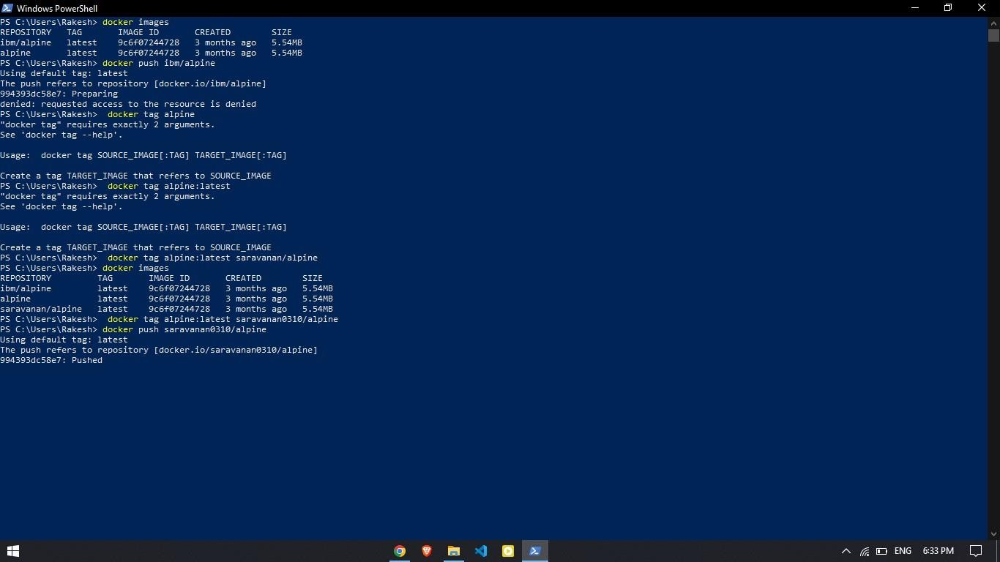 Windows PowerShell
PS C:\Users\Rakesh> docker images
REPOSITORY   TAG       IMAGE ID       CREATED        SIZE
ibm/alpine   latest    9c6f07244728   3 months ago   5.54MB
alpine       latest    9c6f07244728   3 months ago   5.54MB
PS C:\Users\Rakesh> docker push ibm/alpine
Using default tag: latest
The push refers to repository [docker.io/ibm/alpine]
994393dc58e7: Preparing
denied: requested access to the resource is denied
PS C:\Users\Rakesh>  docker tag alpine
"docker tag" requires exactly 2 arguments.
See 'docker tag --help'.

Usage:  docker tag SOURCE_IMAGE[:TAG] TARGET_IMAGE[:TAG]

Create a tag TARGET_IMAGE that refers to SOURCE_IMAGE
PS C:\Users\Rakesh>  docker tag alpine:latest
"docker tag" requires exactly 2 arguments.
See 'docker tag --help'.

Usage:  docker tag SOURCE_IMAGE[:TAG] TARGET_IMAGE[:TAG]

Create a tag TARGET_IMAGE that refers to SOURCE_IMAGE
PS C:\Users\Rakesh>  docker tag alpine:latest saravanan/alpine
PS C:\Users\Rakesh> docker images
REPOSITORY         TAG       IMAGE ID       CREATED        SIZE
ibm/alpine         latest    9c6f07244728   3 months ago   5.54MB
alpine             latest    9c6f07244728   3 months ago   5.54MB
saravanan/alpine   latest    9c6f07244728   3 months ago   5.54MB
PS C:\Users\Rakesh>  docker tag alpine:latest saravanan0310/alpine
PS C:\Users\Rakesh> docker push saravanan0310/alpine
Using default tag: latest
The push refers to repository [docker.io/saravanan0310/alpine]
994393dc58e7: Pushed
ENG 6:33 PM